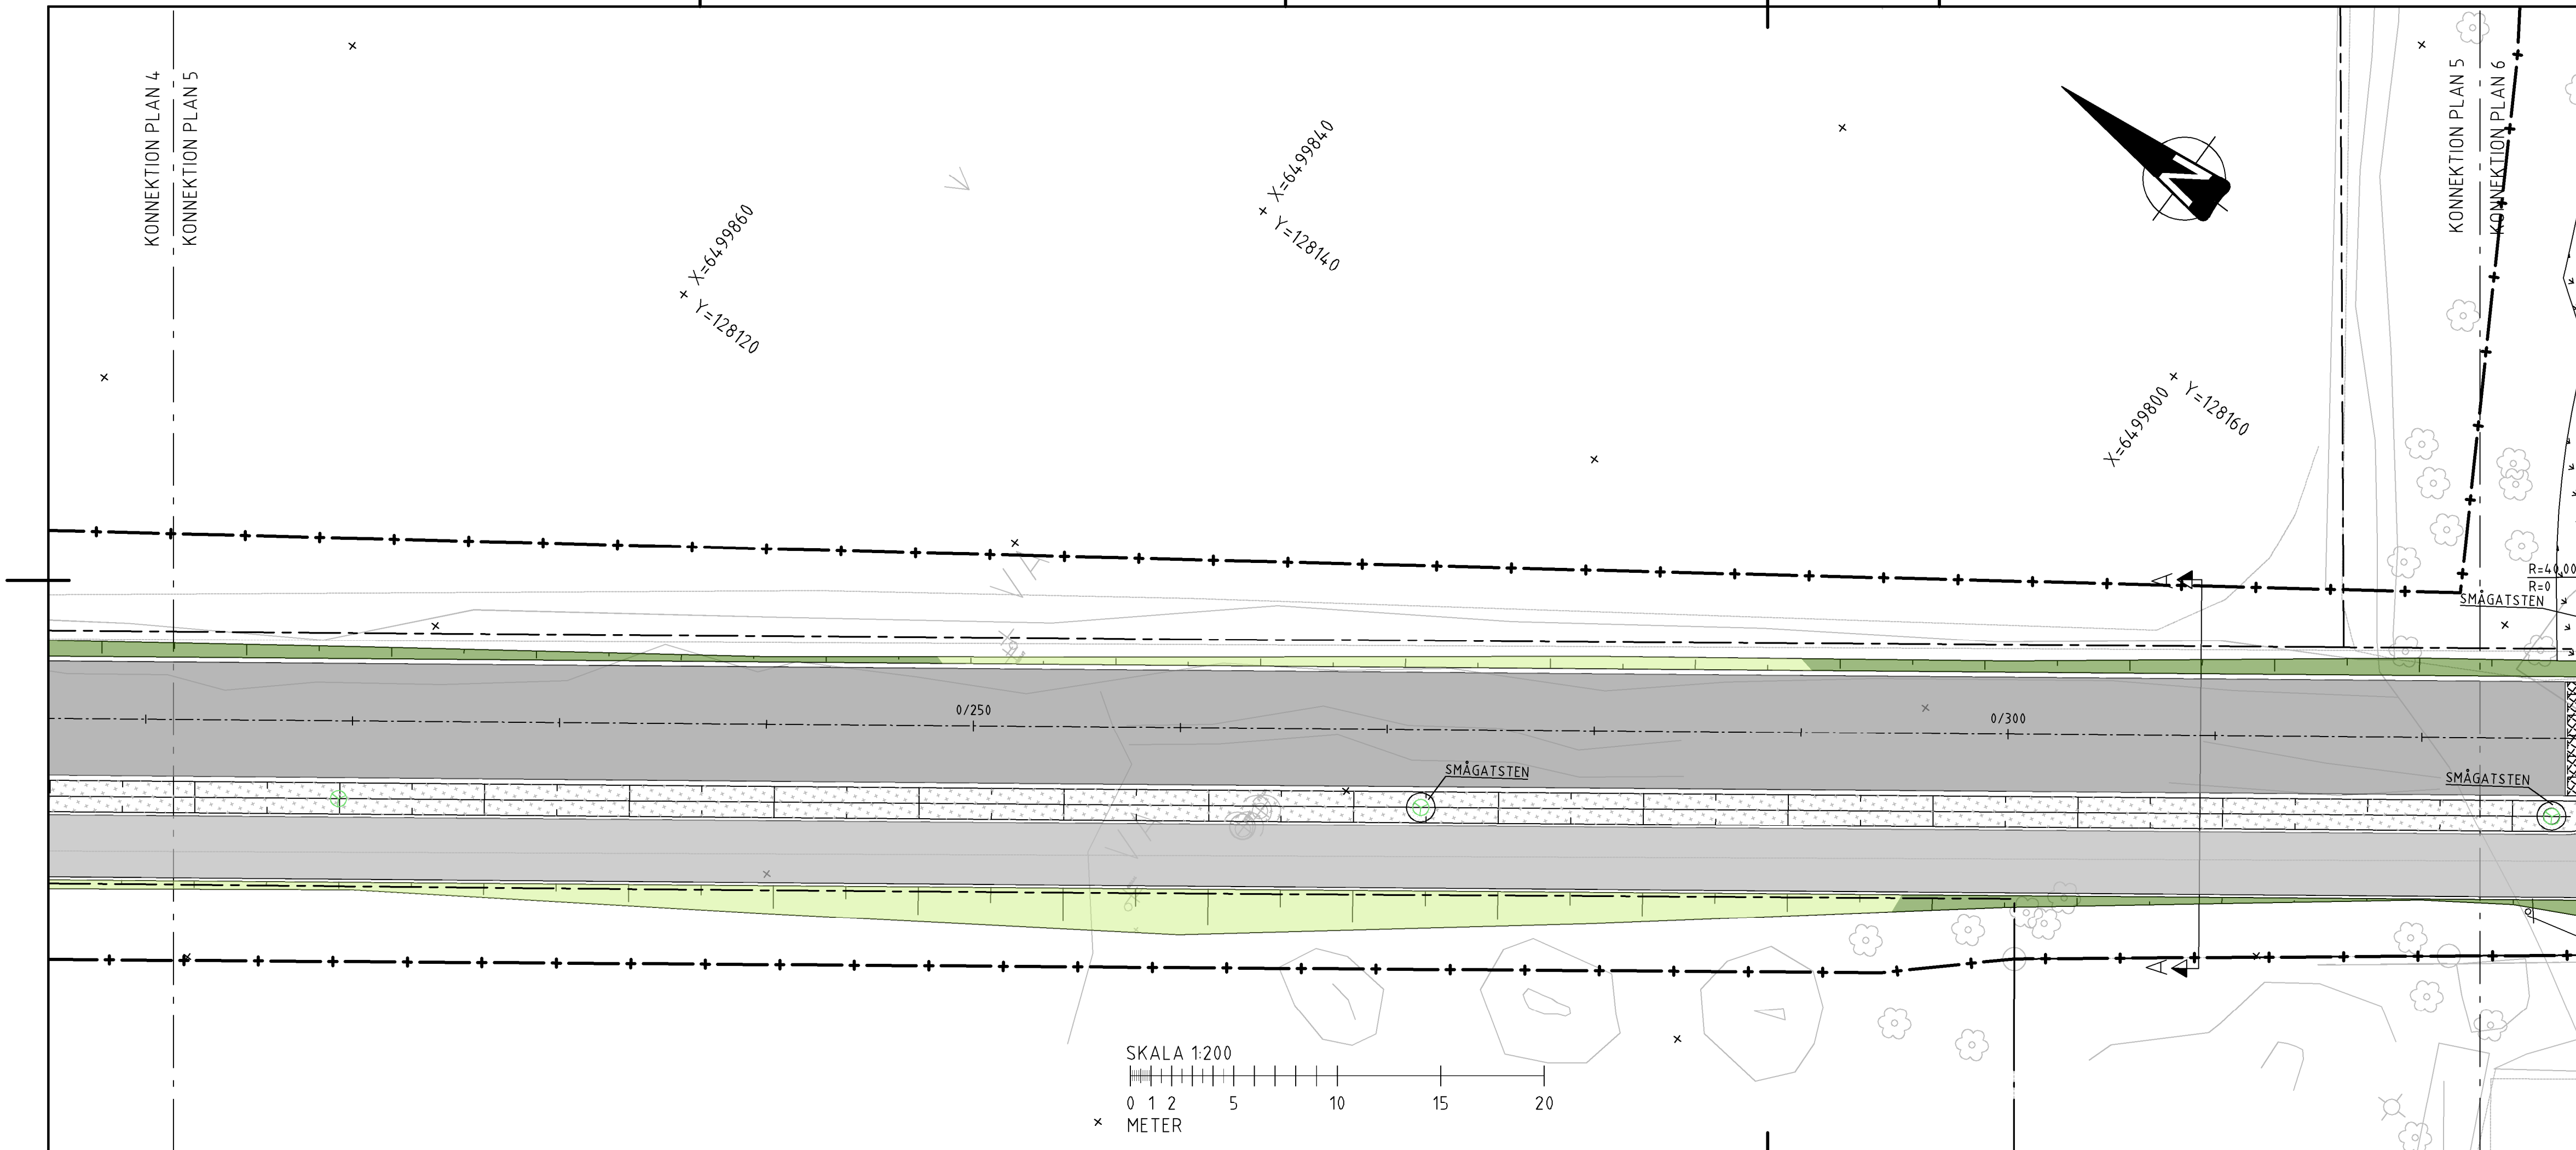 KONNEKTION PLAN 4
KONNEKTION PLAN 5
X=6499860
Y=128120
X=6499840
Y=128140
N
KONNEKTION PLAN 5
KONNEKTION PLAN 6
X=6499800
Y=128160
VA
A
R=40,00
R=0
SMÅGATSTEN
0/250
0/300
SMÅGATSTEN
SMÅGATSTEN
VA
A
SKALA 1:200
0 1 2 5 10 15 20
METER